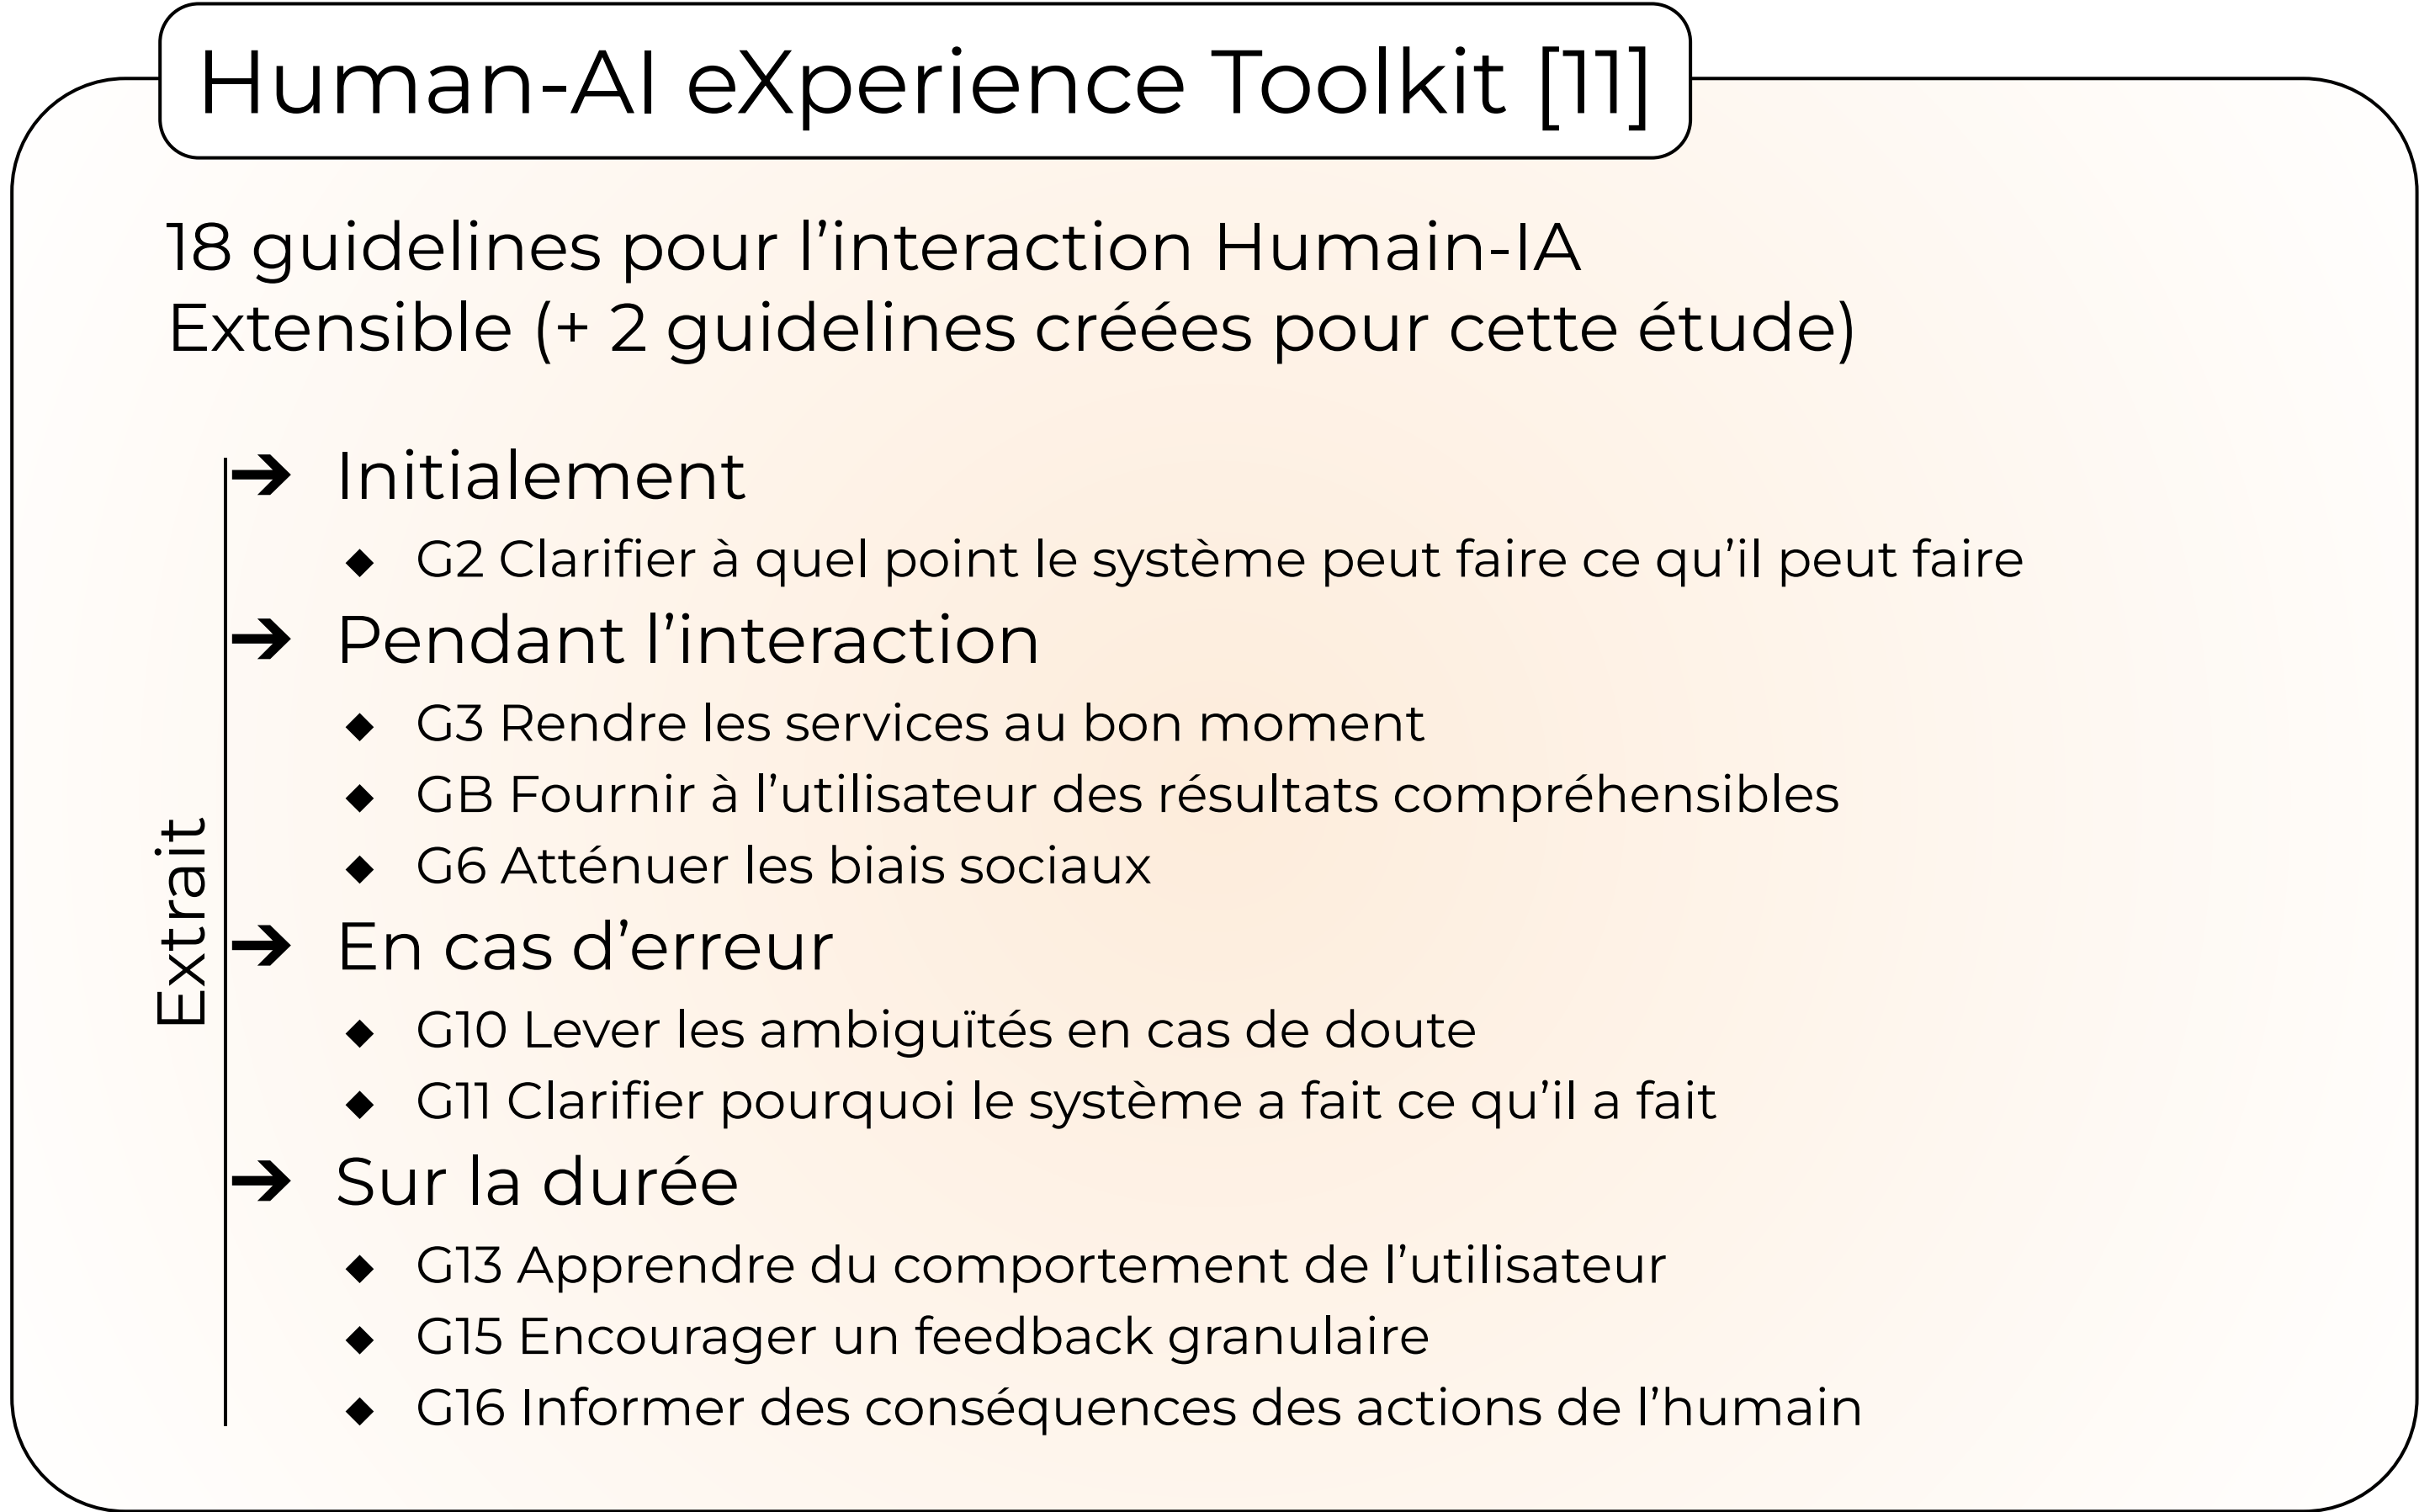 Human-AI eXperience Toolkit [11]
18 guidelines pour l’interaction Humain-IA
Extensible (+ 2 guidelines créées pour cette étude)
Extrait
➔ Initialement
◆ G2 Clarifier à quel point le système peut faire ce qu’il peut faire
➔ Pendant l’interaction
◆ G3 Rendre les services au bon moment
◆ GB Fournir à l’utilisateur des résultats compréhensibles
◆ G6 Atténuer les biais sociaux
➔ En cas d’erreur
◆ G10 Lever les ambiguïtés en cas de doute
◆ G11 Clarifier pourquoi le système a fait ce qu’il a fait
➔ Sur la durée
◆ G13 Apprendre du comportement de l’utilisateur
◆ G15 Encourager un feedback granulaire
◆ G16 Informer des conséquences des actions de l’humain